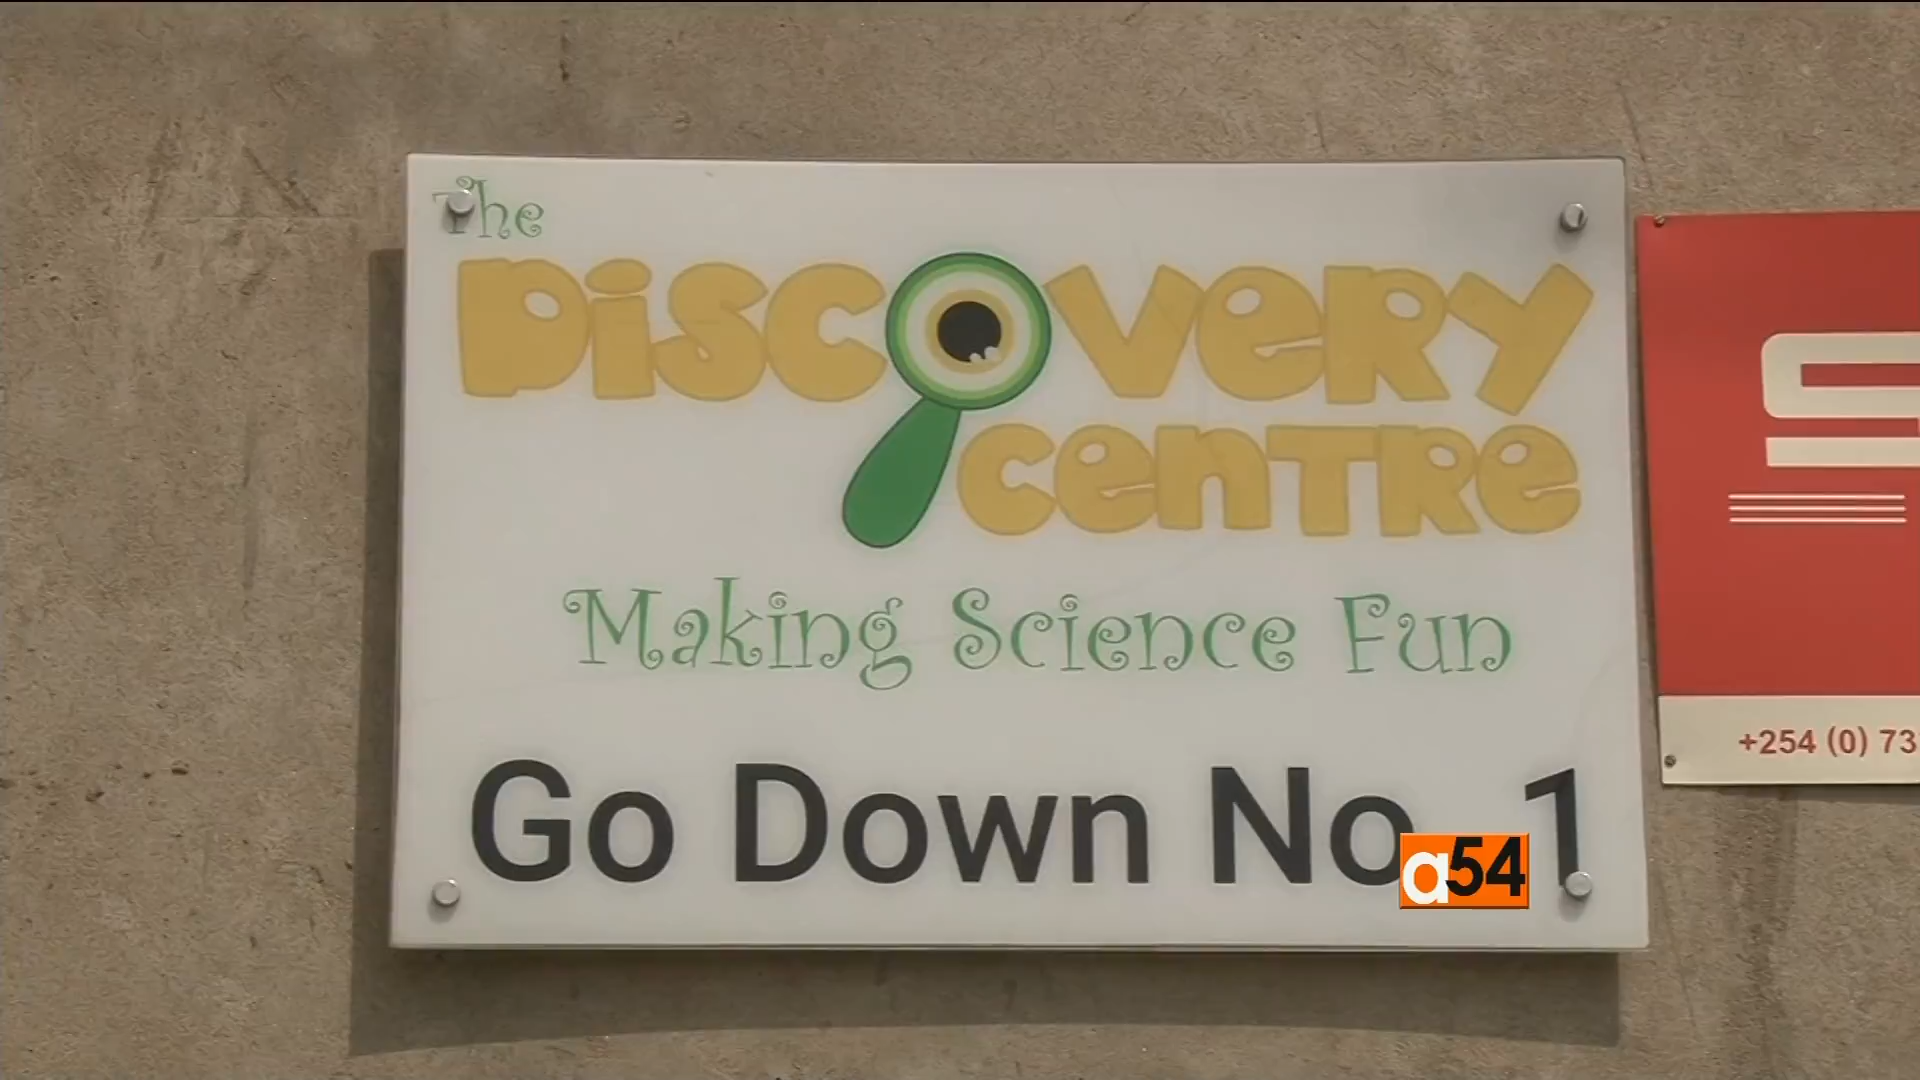 The
Discovery
Centre
Making Science Fun
Go Down No. 1
a54
+254 (0) 73